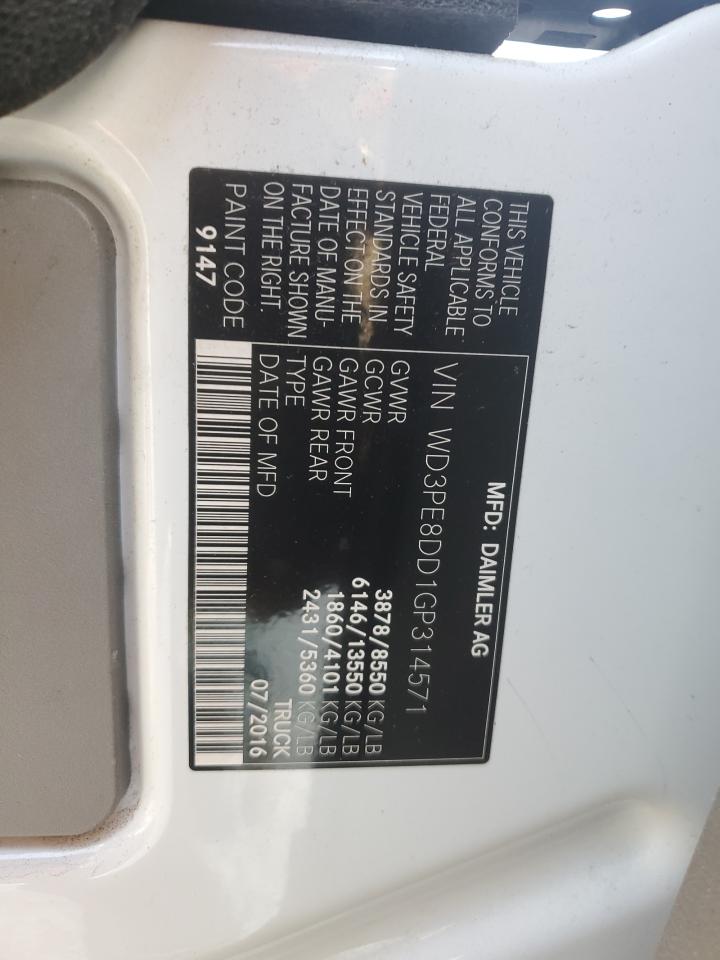 MFD: DAIMLER AG
THIS VEHICLE
CONFORMS TO
ALL APPLICABLE
FEDERAL
VEHICLE SAFETY
STANDARDS IN
EFFECT ON THE
DATE OF MANU-
FACTURE SHOWN
ON THE RIGHT.
PAINT CODE
9147
VIN WD3PE8DD1GP314571
GVWR 3878/8550 KG/LB
GCWR 6146/13550 KG/LB
GAWR FRONT 1860/4101 KG/LB
GAWR REAR 2431/5360 KG/LB
TYPE TRUCK
DATE OF MFD 07/2016